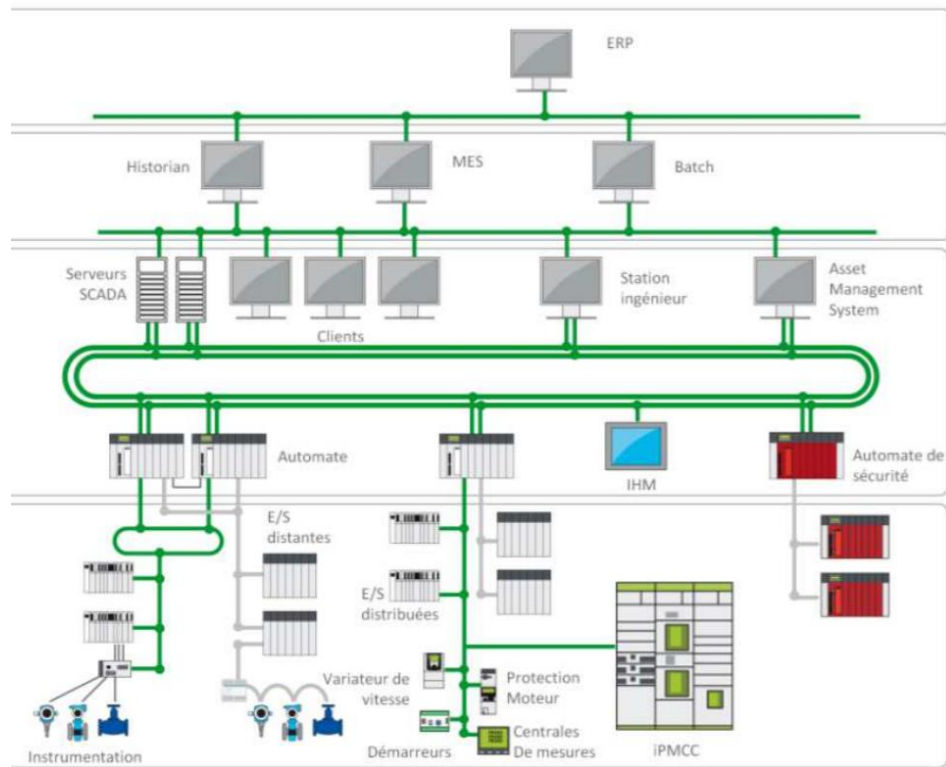 ERP
Historian
MES
Batch
Serveurs
SCADA
Clients
Station
ingénieur
Asset
Management
System
Automate
IHM
Automate de
sécurité
E/S
distantes
E/S
distribuées
Variateur de
vitesse
Protection
Moteur
Démarreurs
Centrales
De mesures
iPMCC
Instrumentation